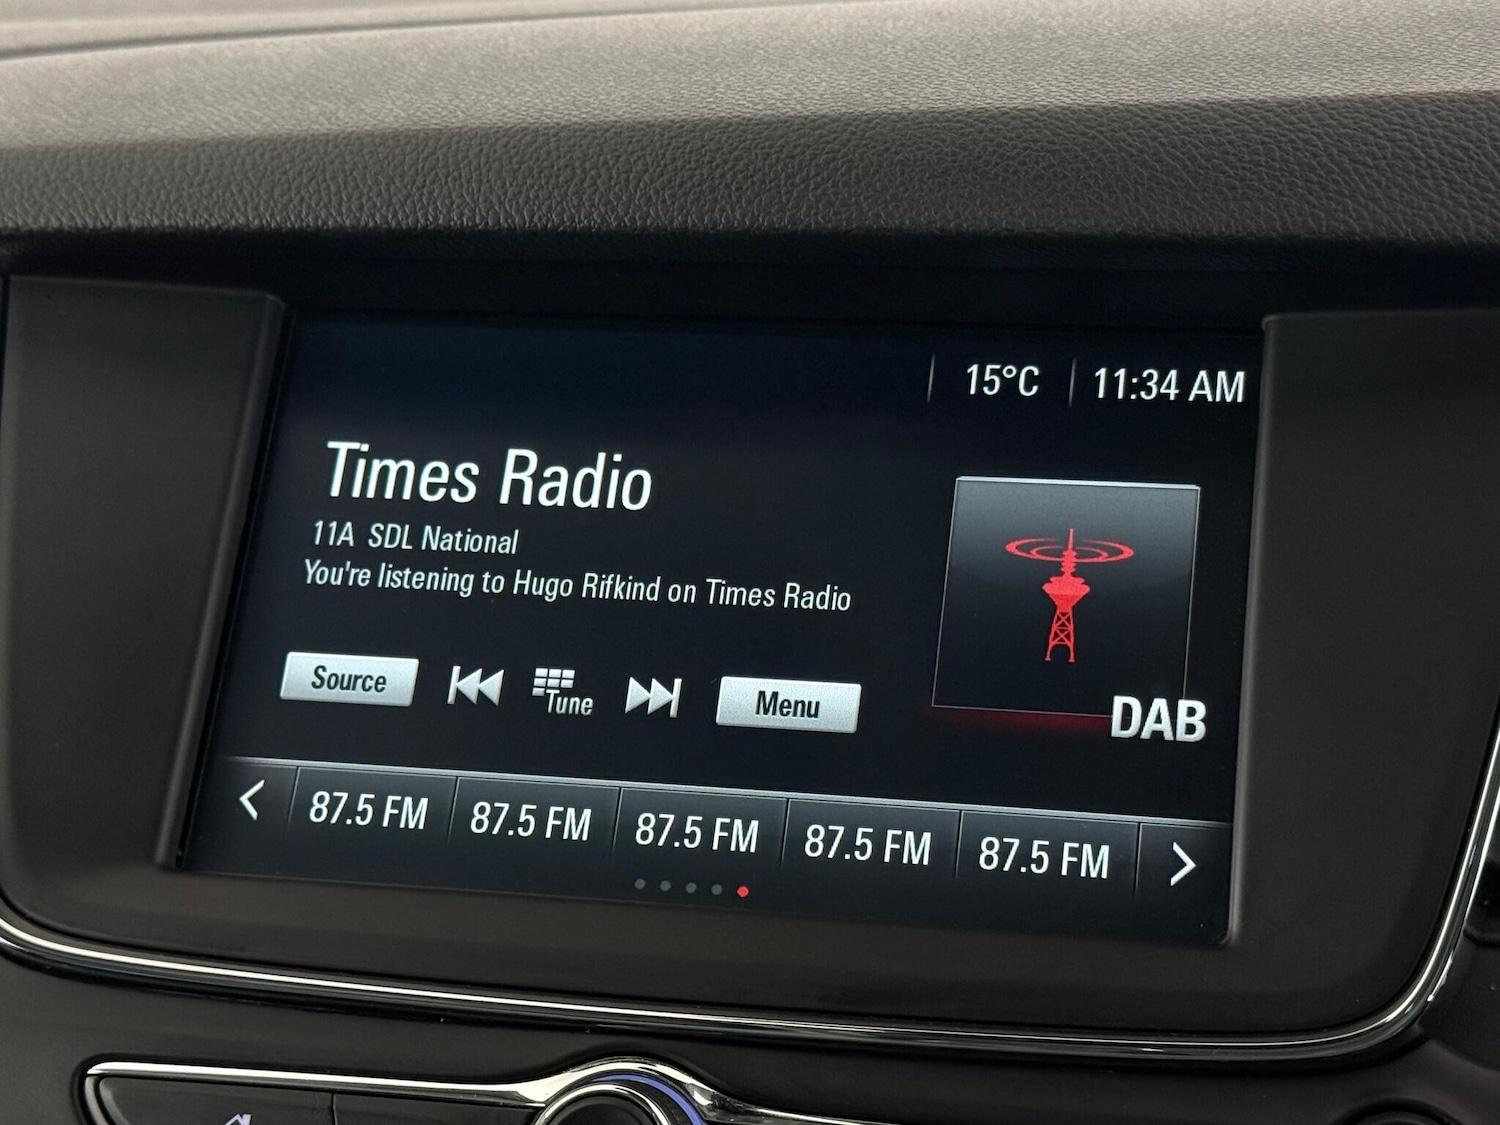 15°C 11:34 AM
Times Radio
11A SDL National
You're listening to Hugo Rifkind on Times Radio
Source Tune Menu
DAB
87.5 FM 87.5 FM 87.5 FM 87.5 FM 87.5 FM